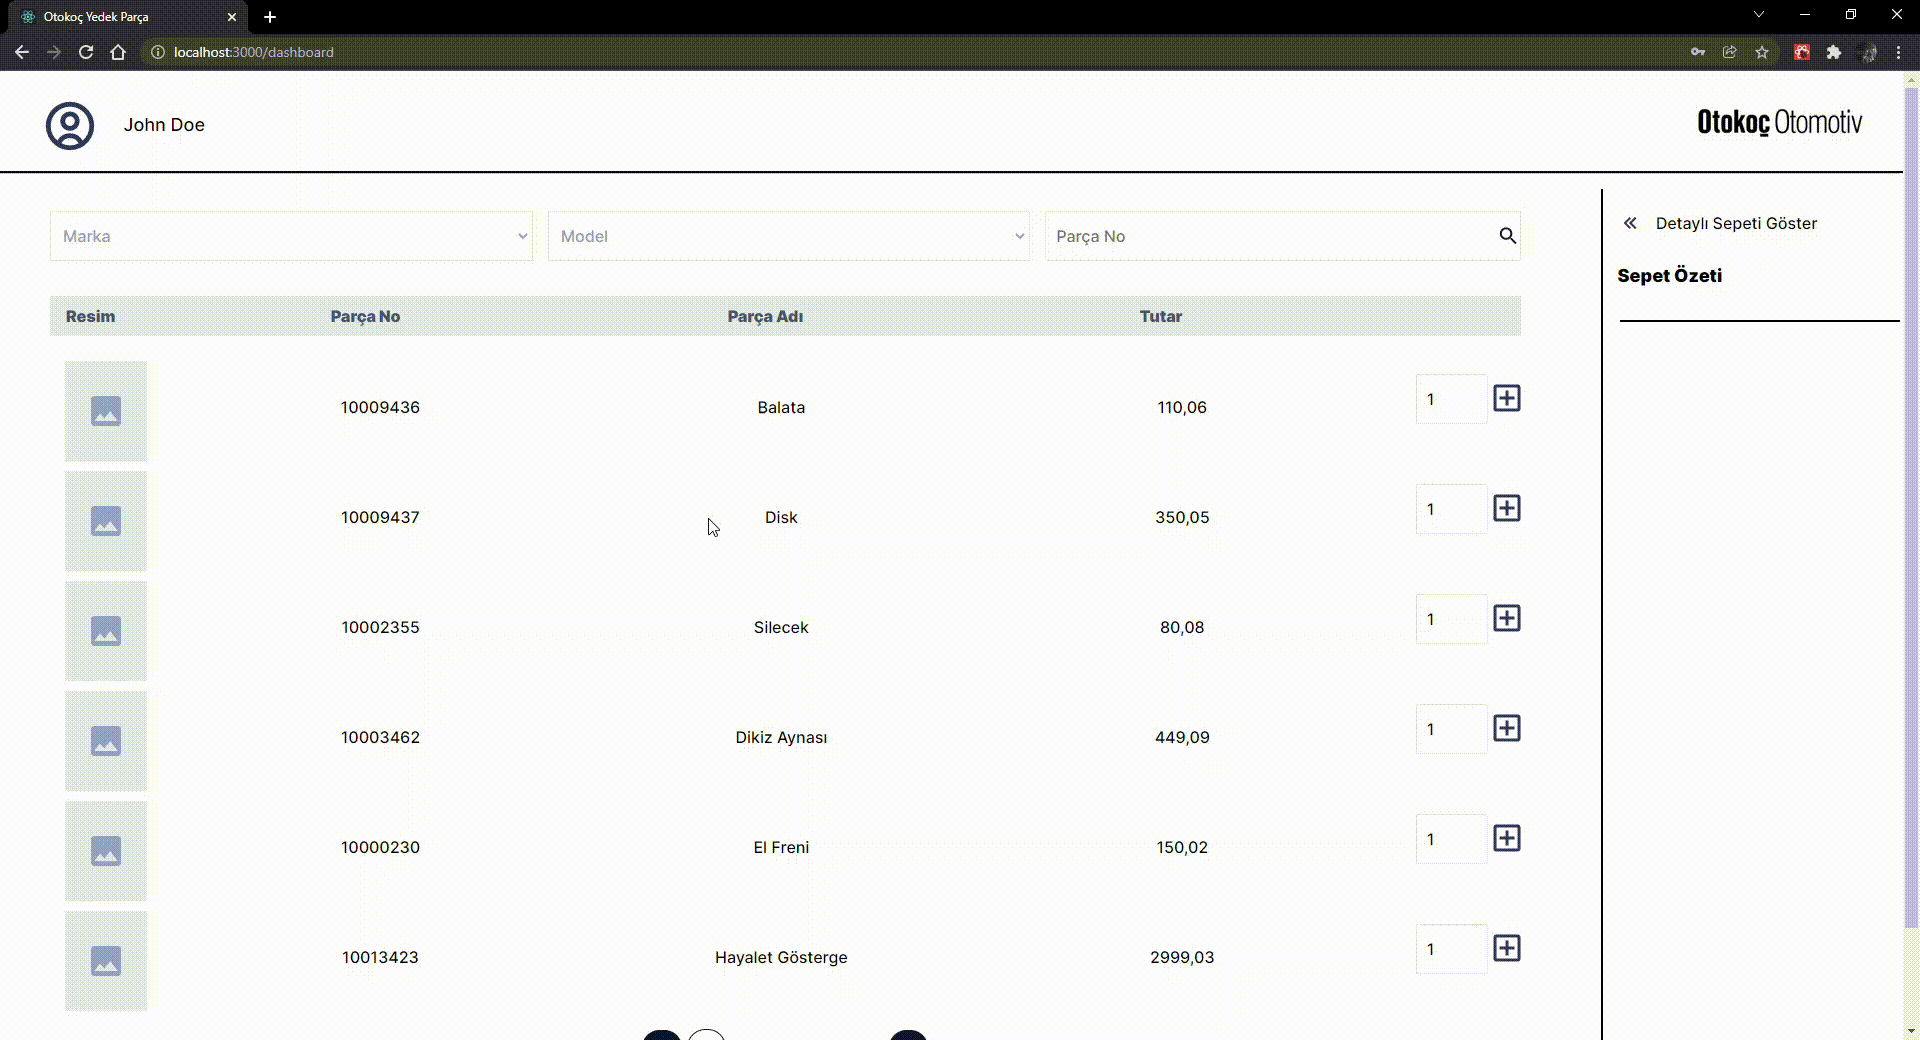 Otokoç Yedek Parça
localhost:3000/dashboard
John Doe
Otokoç Otomotiv
Marka
Model
Parça No
Detaylı Sepeti Göster
Sepet Özeti
Resim Parça No Parça Adı Tutar
10009436 Balata 110,06 1
10009437 Disk 350,05 1
10002355 Silecek 80,08 1
10003462 Dikiz Aynası 449,09 1
10000230 El Freni 150,02 1
10013423 Hayalet Gösterge 2999,03 1